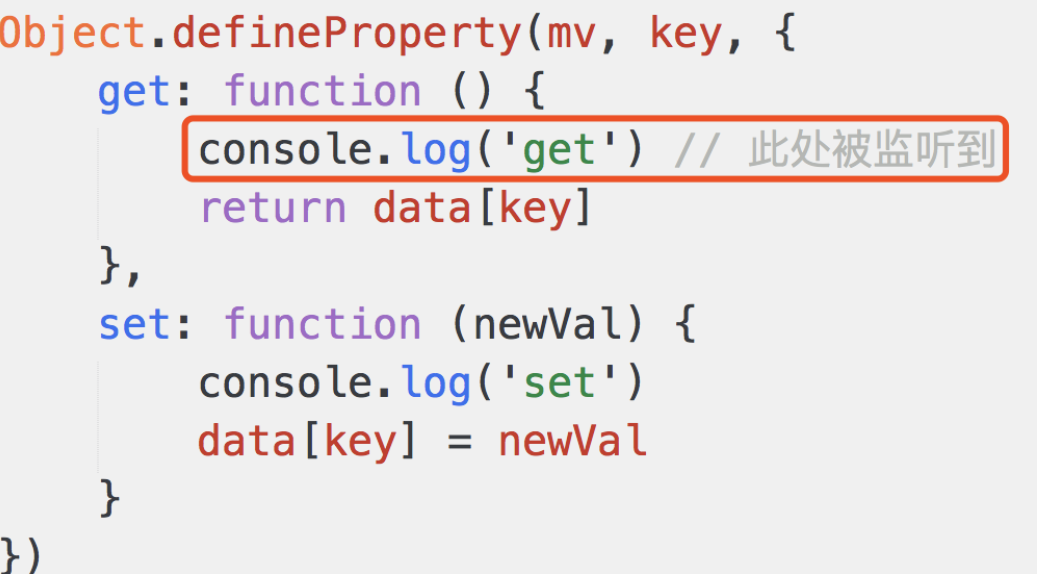 Object.defineProperty(mv, key, {
    get: function () {
        console.log('get') // 此处被监听到
        return data[key]
    },
    set: function (newVal) {
        console.log('set')
        data[key] = newVal
    }
})